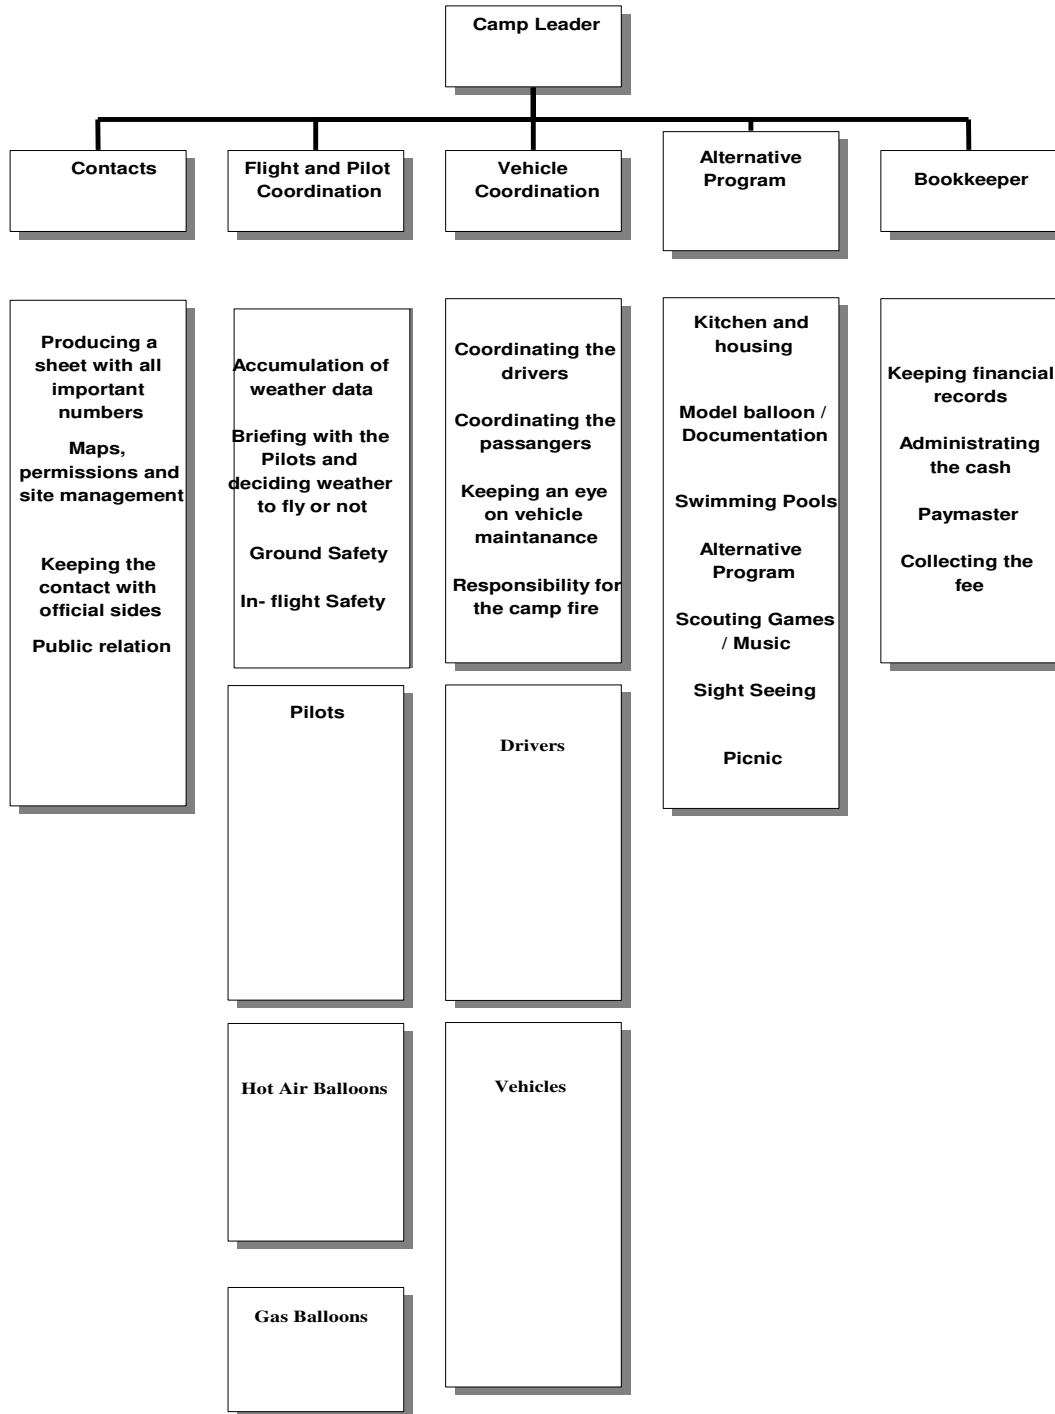 Camp Leader
Contacts
Flight and Pilot
Coordination
Vehicle
Coordination
Alternative
Program
Bookkeeper
Producing a
sheet with all
important
numbers
Maps,
permissions and
site management
Keeping the
contact with
official sides
Public relation
Accumulation of
weather data
Briefing with the
Pilots and
deciding weather
to fly or not
Ground Safety
In- flight Safety
Pilots
Hot Air Balloons
Gas Balloons
Coordinating the
drivers
Coordinating the
passangers
Keeping an eye
on vehicle
maintanance
Responsibility for
the camp fire
Drivers
Vehicles
Kitchen and
housing
Model balloon /
Documentation
Swimming Pools
Alternative
Program
Scouting Games
/ Music
Sight Seeing
Picnic
Keeping financial
records
Administrating
the cash
Paymaster
Collecting the
fee